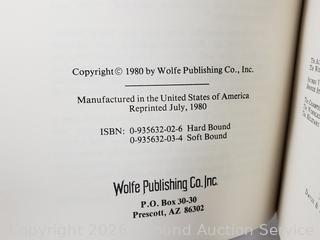 Copyright © 1980 by Wolfe Publishing Co., Inc.
Manufactured in the United States of America
Reprinted July, 1980
ISBN: 0-935632-02-6 Hard Bound
0-935632-03-4 Soft Bound
Wolfe Publishing Co., Inc.
P.O. Box 30-30
Prescott, AZ 86302